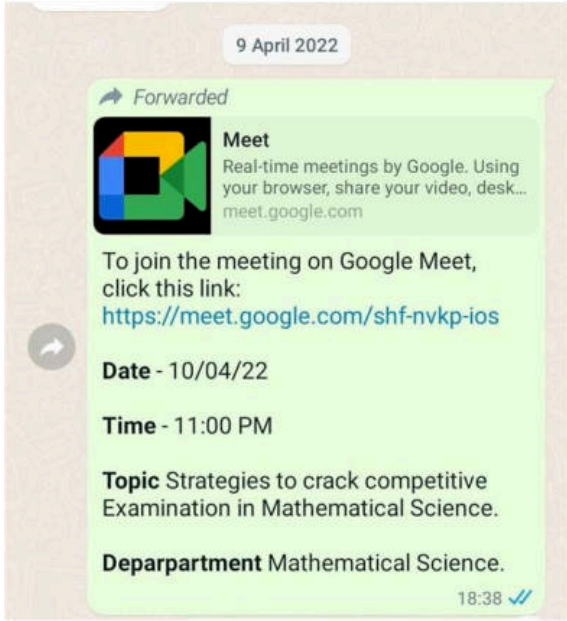 9 April 2022
Forwarded
Meet
Real-time meetings by Google. Using
your browser, share your video, desk...
meet.google.com
To join the meeting on Google Meet,
click this link:
https://meet.google.com/shf-nvkp-ios
Date - 10/04/22
Time - 11:00 PM
Topic Strategies to crack competitive
Examination in Mathematical Science.
Deparpartment Mathematical Science.
18:38